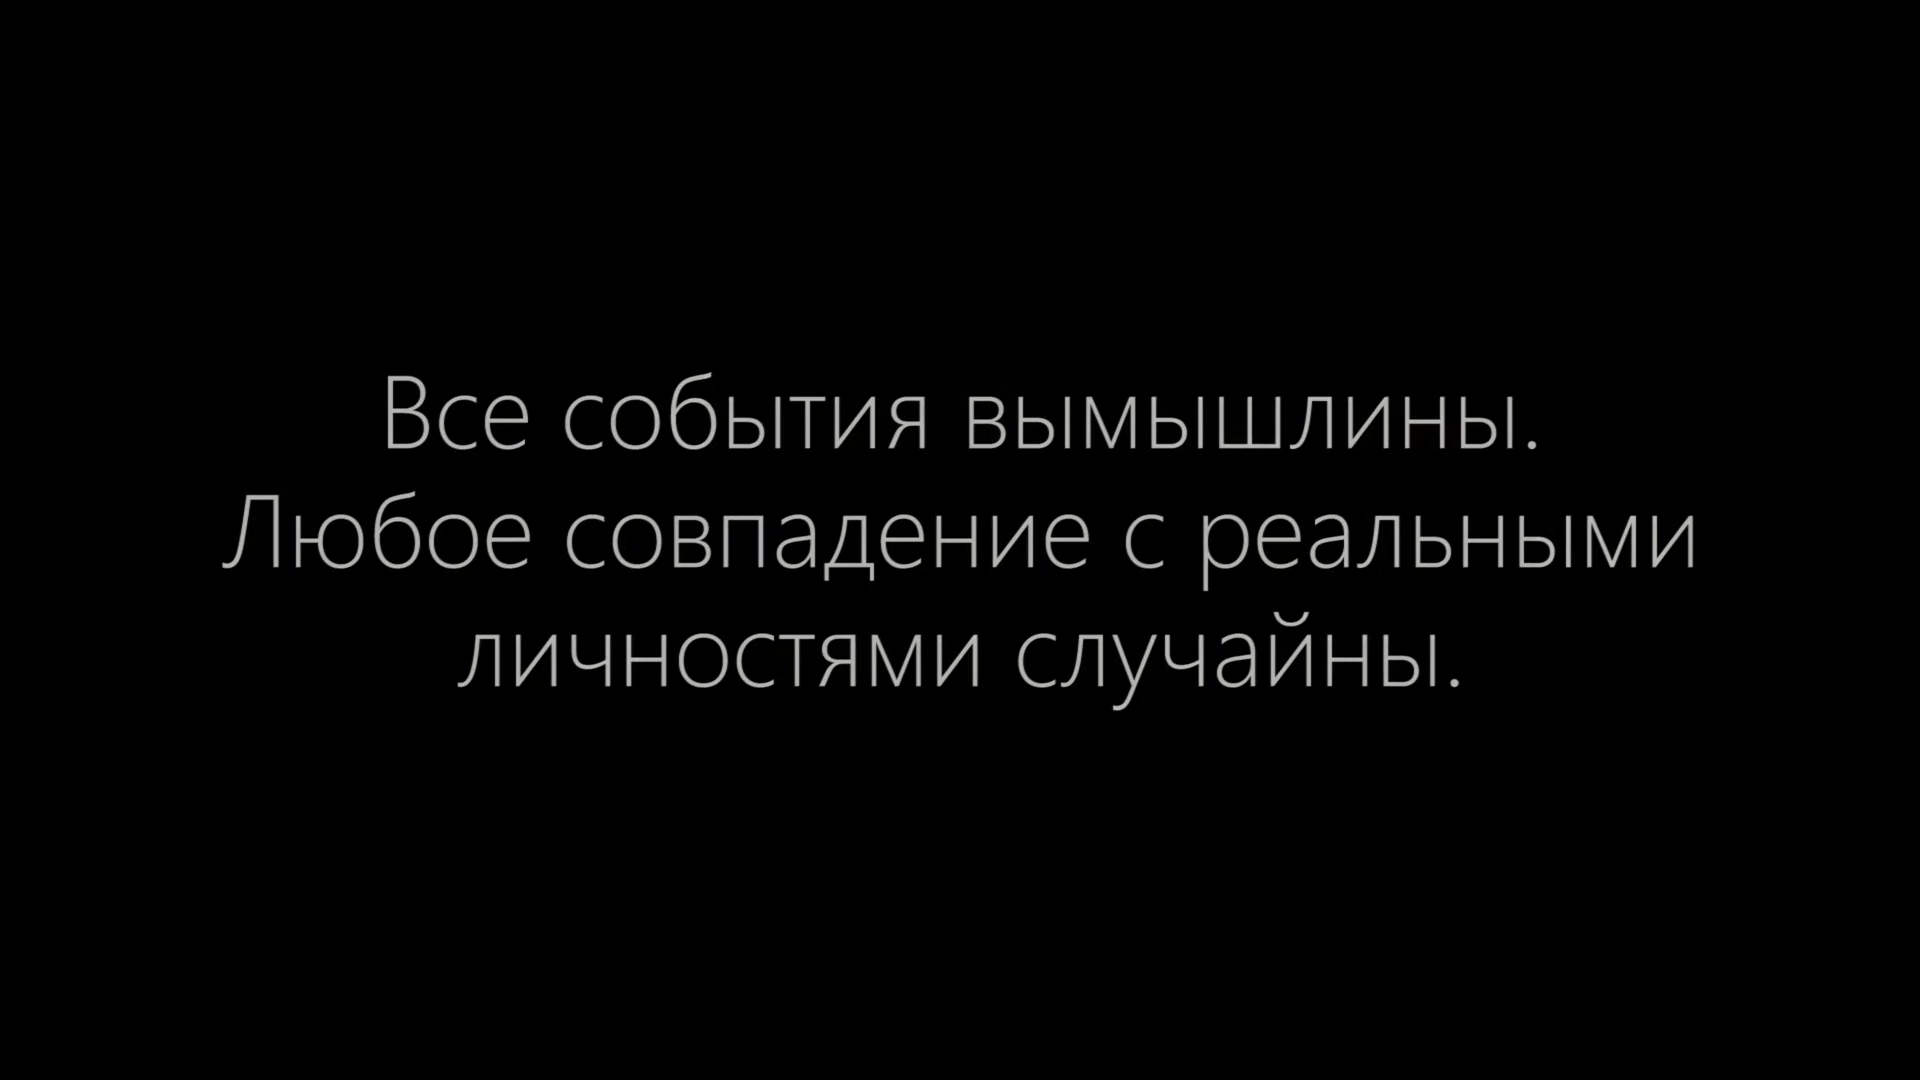 Все события вымышлины.
Любое совпадение с реальными
личностями случайны.